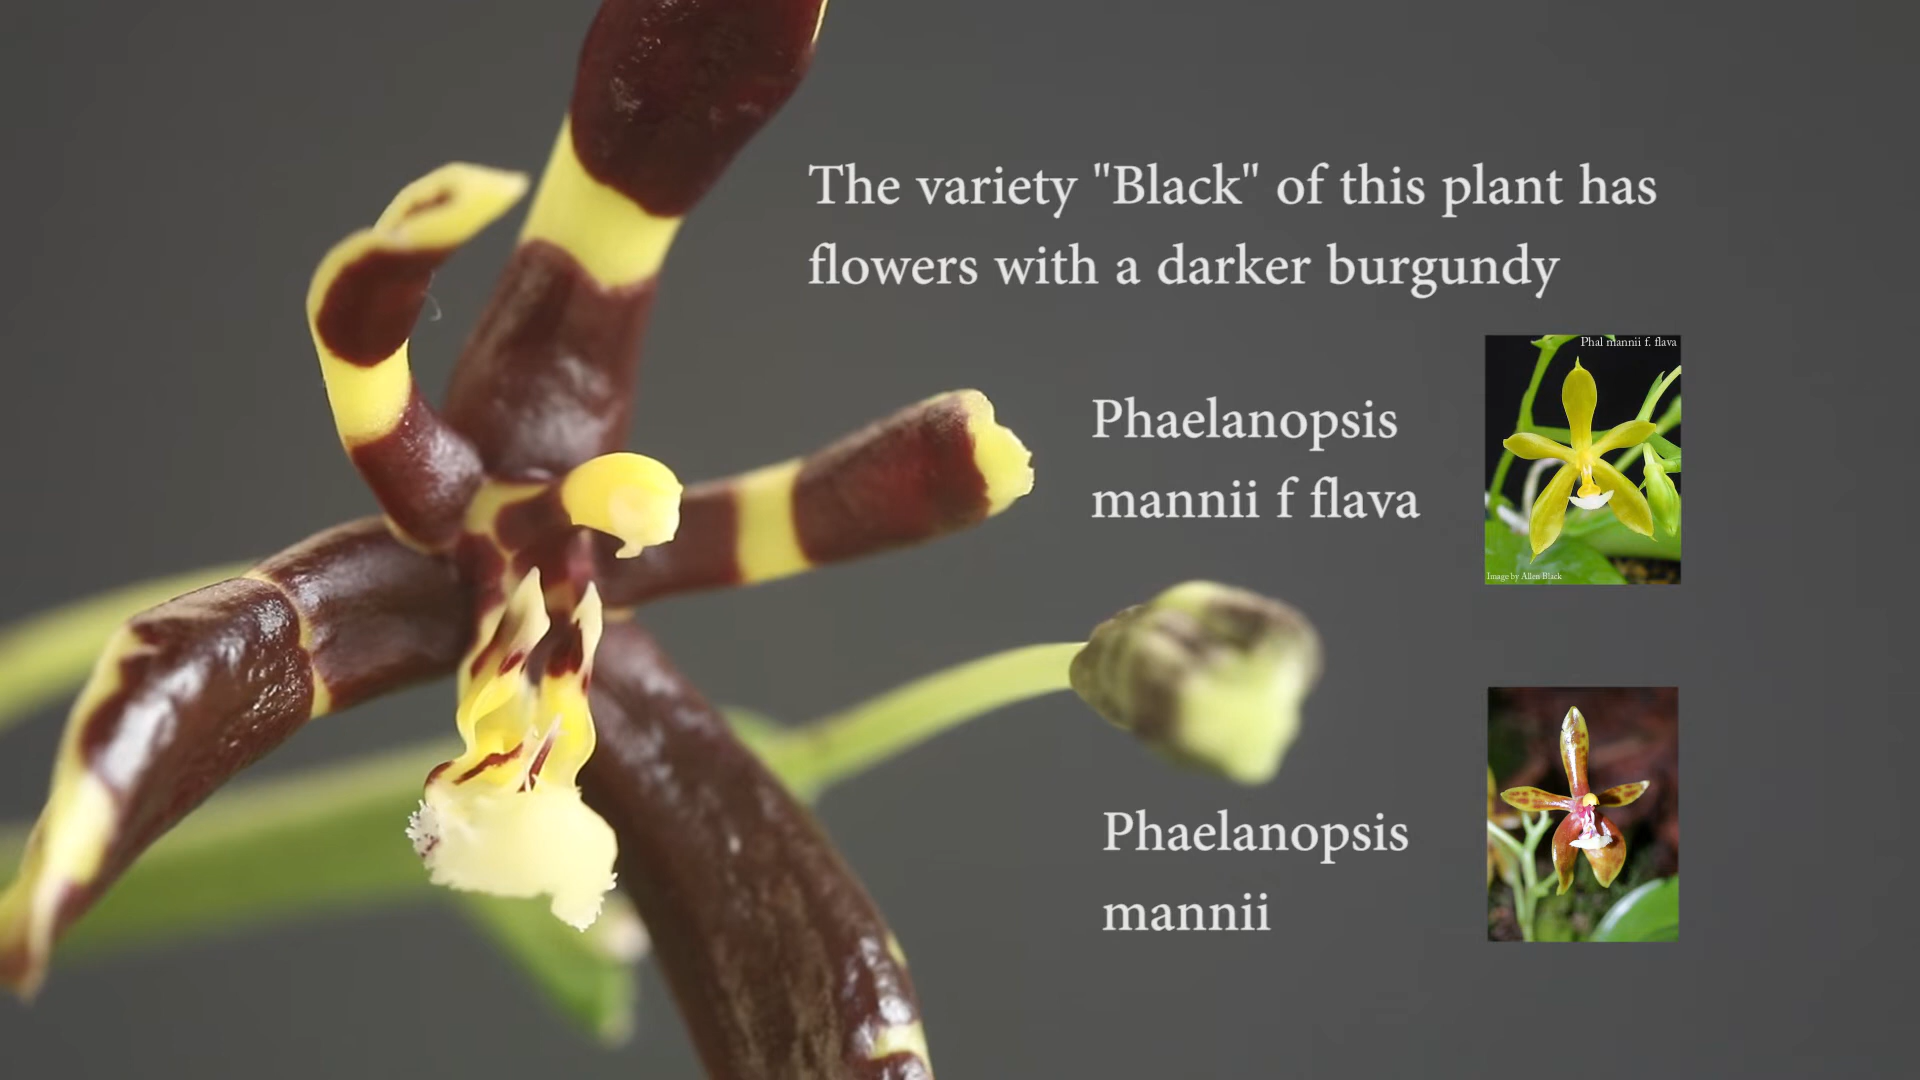 The variety "Black" of this plant has
flowers with a darker burgundy
Phaelanopsis
mannii f flava
Phal mannii f. flava
Image by Allen Black
Phaelanopsis
mannii